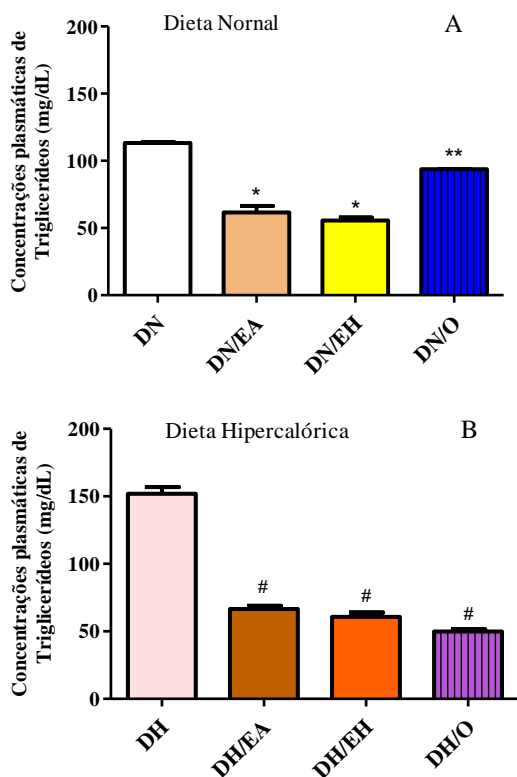 Dieta Nornal
A
Concentrações plasmáticas de
Triglicerídeos (mg/dL)
200
150
100
50
0
*
*
**
DN
DN/EA
DN/EH
DN/O
Dieta Hipercalórica
B
Concentrações plasmáticas de
Triglicerídeos (mg/dL)
200
150
100
50
0
#
#
#
DH
DH/EA
DH/EH
DH/O